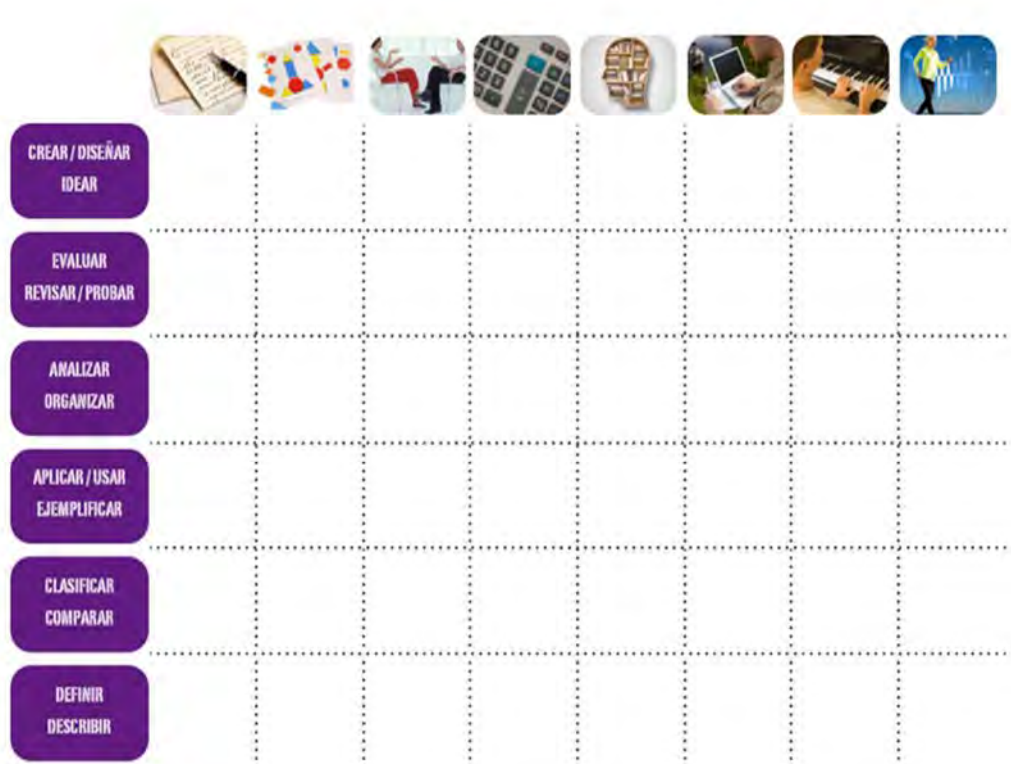 CREAR / DISEÑAR
IDEAR
EVALUAR
REVISAR / PROBAR
ANALIZAR
ORGANIZAR
APLICAR / USAR
EJEMPLIFICAR
CLASIFICAR
COMPARAR
DEFINIR
DESCRIBIR